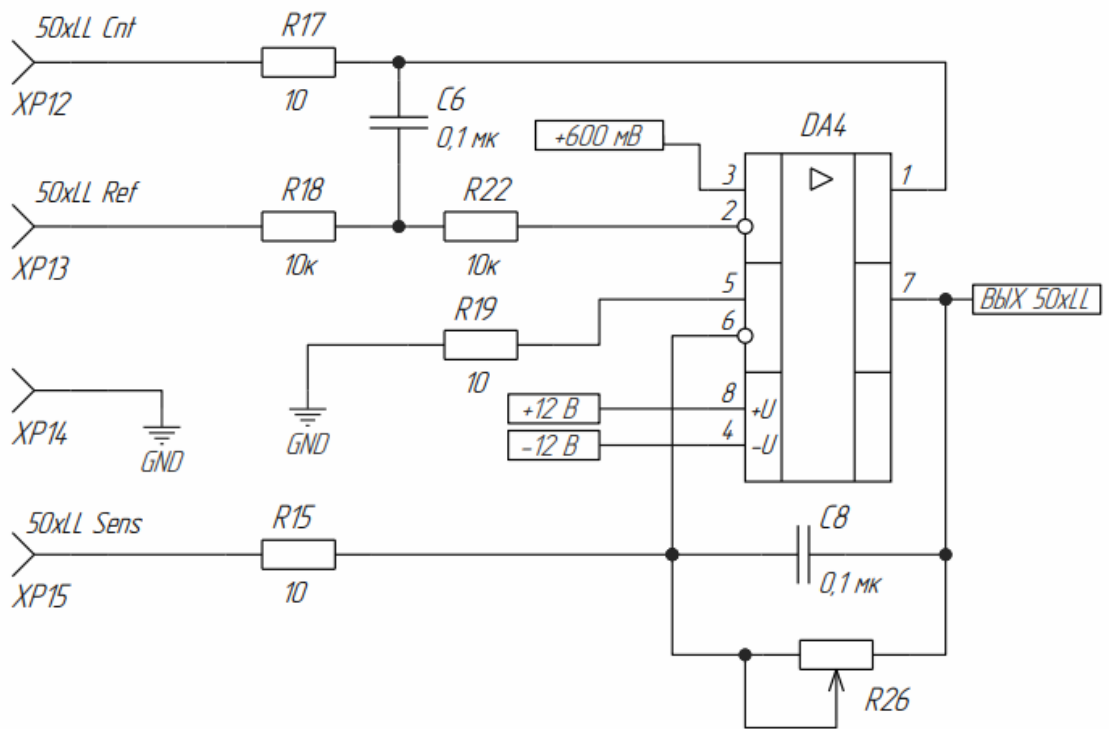 50xLL Cnt
R17
XP12
10
C6
0,1 мк
+600 мВ
DA4
3
1
50xLL Ref
R18
R22
2
XP13
10к
10к
R19
5
7
ВЫХ 50xLL
6
10
XP14
GND
GND
+12 В
8
+U
-12 В
4
-U
50xLL Sens
R15
C8
XP15
10
0,1 мк
R26